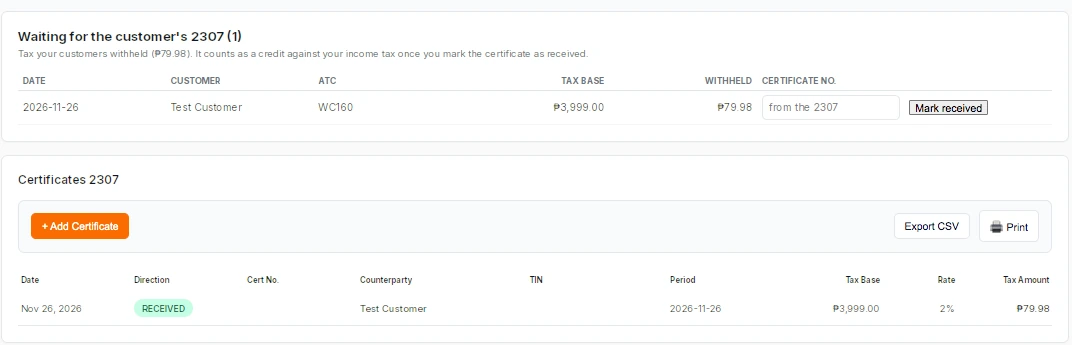 Waiting for the customer's 2307 (1)
Tax your customers withheld (₱79.98). It counts as a credit against your income tax once you mark the certificate as received.
DATE CUSTOMER ATC TAX BASE WITHHELD CERTIFICATE NO.
2026-11-26 Test Customer WC160 ₱3,999.00 ₱79.98 from the 2307 Mark received
Certificates 2307
+ Add Certificate Export CSV Print
Date Direction Cert No. Counterparty TIN Period Tax Base Rate Tax Amount
Nov 26, 2026 RECEIVED Test Customer 2026-11-26 ₱3,999.00 2% ₱79.98